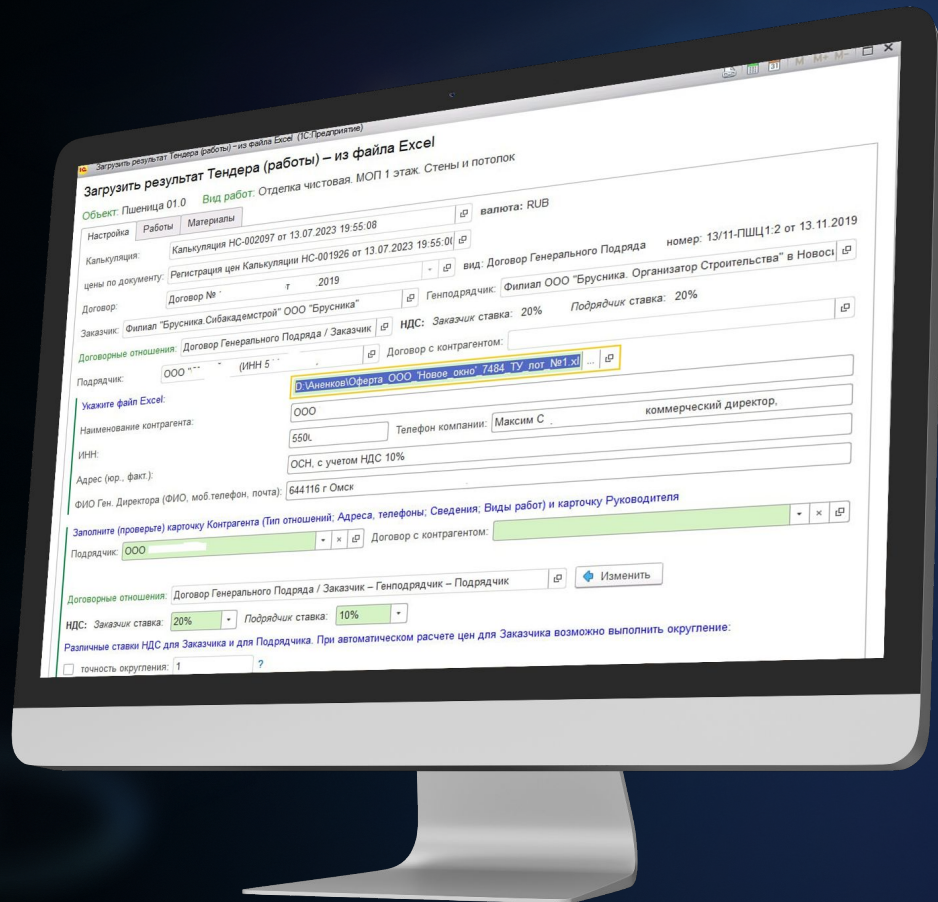 Загрузить результат Тендера (работы) – из файла Excel (1С:Предприятие)
M M+ M-
Загрузить результат Тендера (работы) – из файла Excel
Объект: Пшеница 01.0 Вид работ: Отделка чистовая. МОП 1 этаж. Стены и потолок
Настройка Работы Материалы
Калькуляция: Калькуляция НС-002097 от 13.07.2023 19:55:08 валюта: RUB
цены по документу: Регистрация цен Калькуляции НС-001926 от 13.07.2023 19:55:0
Договор: Договор № .2019 вид: Договор Генерального Подряда номер: 13/11-ПШЦ1:2 от 13.11.2019
Заказчик: Филиал "Брусника.Сибакадемстрой" ООО "Брусника" Генподрядчик: Филиал ООО "Брусника. Организатор Строительства" в Новос
Договорные отношения: Договор Генерального Подряда / Заказчик НДС: Заказчик ставка: 20% Подрядчик ставка: 20%
Подрядчик: ООО (ИНН 5 Договор с контрагентом:
Укажите файл Excel: D:\Аненков\Оферта_ООО_'Новое_окно'_7484_ТУ_лот_№1.xl ...
Наименование контрагента: ООО
ИНН: 550 Телефон компании: Максим С коммерческий директор,
Адрес (юр., факт.): ОСН, с учетом НДС 10%
ФИО Ген. Директора (ФИО, моб.телефон, почта): 644116 г Омск
Заполните (проверьте) карточку Контрагента (Тип отношений; Адреса, телефоны; Сведения; Виды работ) и карточку Руководителя
Подрядчик: ООО Договор с контрагентом:
Договорные отношения: Договор Генерального Подряда / Заказчик – Генподрядчик – Подрядчик Изменить
НДС: Заказчик ставка: 20% Подрядчик ставка: 10%
Различные ставки НДС для Заказчика и для Подрядчика. При автоматическом расчете цен для Заказчика возможно выполнить округление:
точность округления: 1 ?